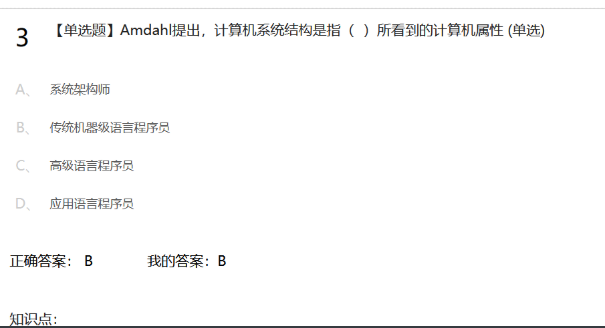 3 【单选题】Amdahl提出，计算机系统结构是指（ ）所看到的计算机属性 (单选)
A、 系统架构师
B、 传统机器级语言程序员
C、 高级语言程序员
D、 应用语言程序员
正确答案： B 我的答案：B
知识点：